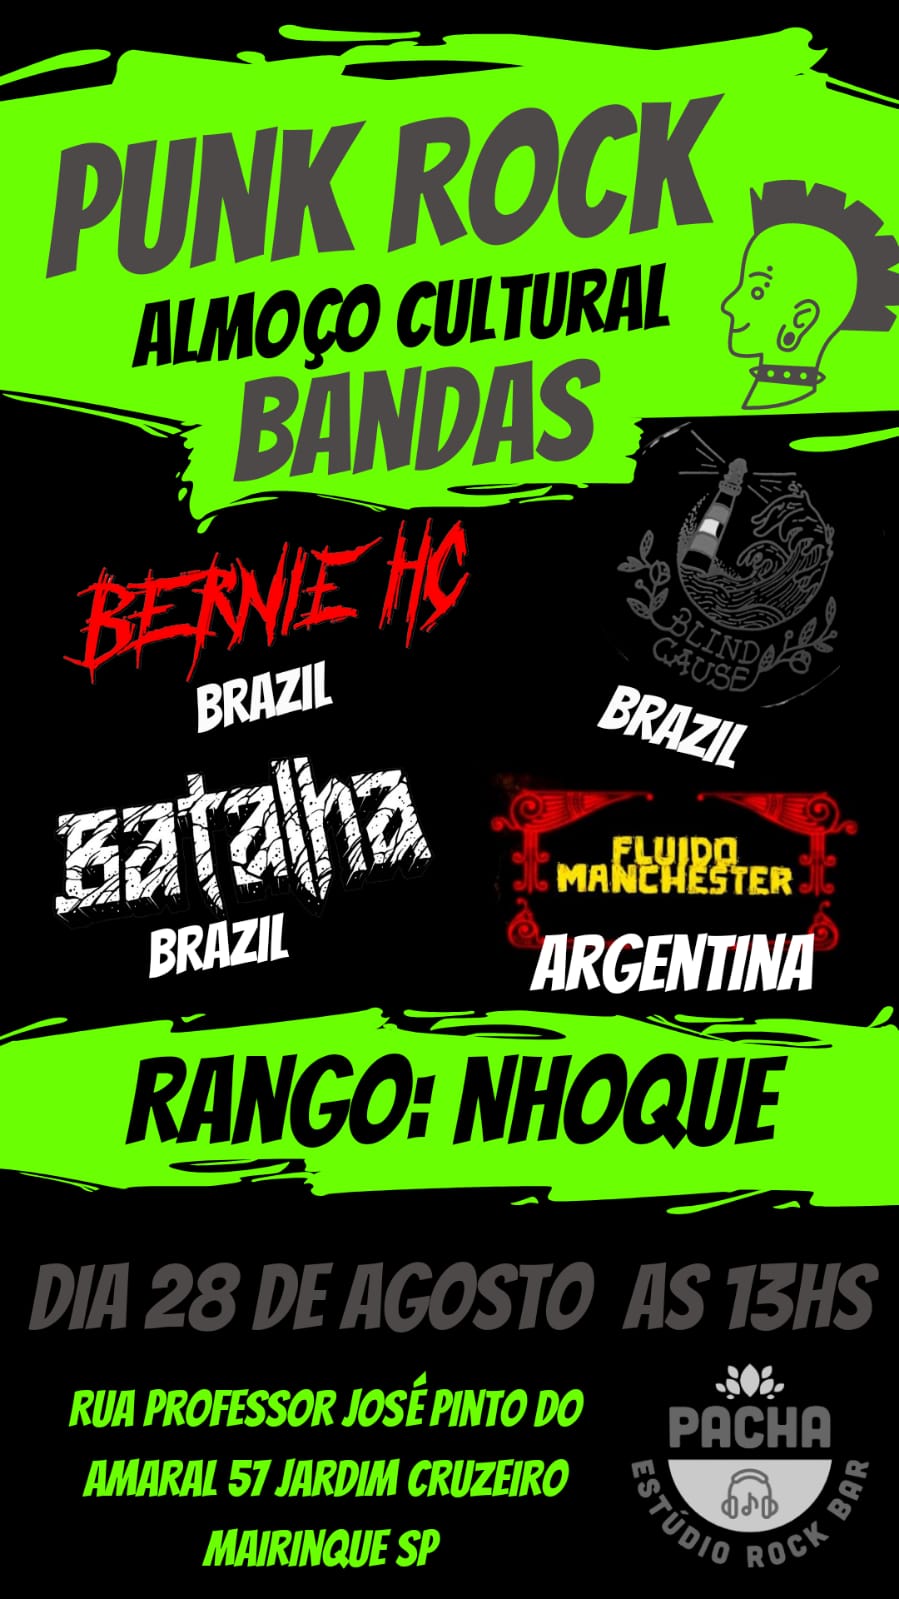 PUNK ROCK
ALMOÇO CULTURAL
BANDAS
BERNIE HC
BRAZIL
BLIND
CAUSE
BRAZIL
Batalha
BRAZIL
FLUIDO
MANCHESTER
ARGENTINA
RANGO: NHOQUE
DIA 28 DE AGOSTO AS 13HS
RUA PROFESSOR JOSÉ PINTO DO
AMARAL 57 JARDIM CRUZEIRO
MAIRINQUE SP
PACHA
ESTÚDIO ROCK BAR